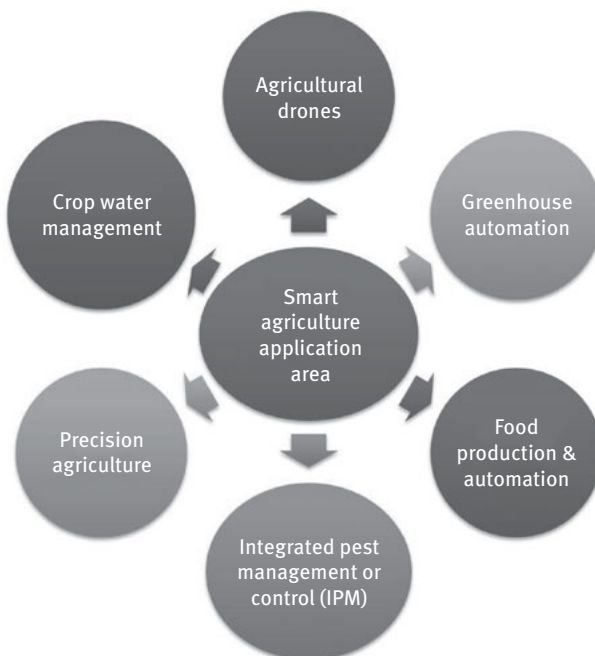 Agricultural
drones
Crop water
management
Greenhouse
automation
Smart
agriculture
application
area
Precision
agriculture
Food
production &
automation
Integrated pest
management or
control (IPM)